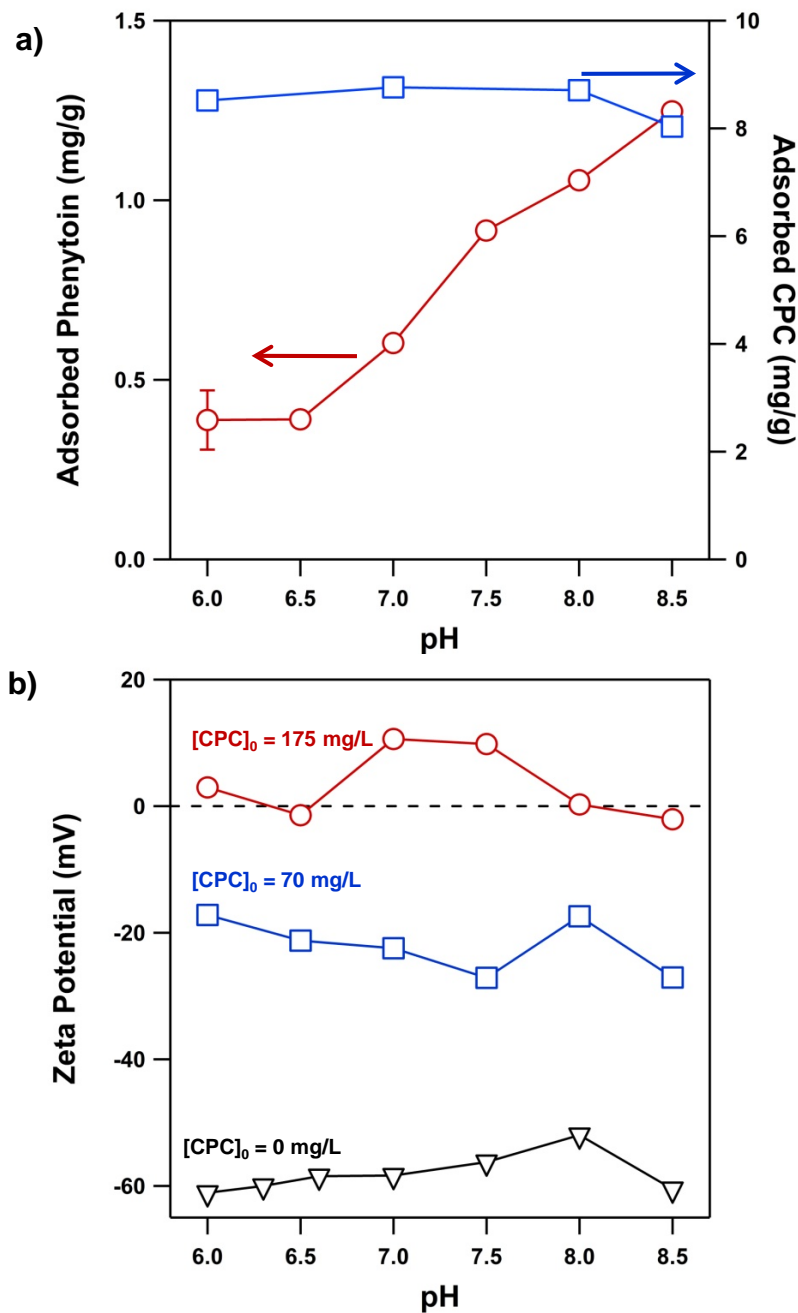 a)
1.5
1.0
0.5
0.0
Adsorbed Phenytoin (mg/g)
10
8
6
4
2
0
Adsorbed CPC (mg/g)
6.0 6.5 7.0 7.5 8.0 8.5
pH
b)
20
0
-20
-40
-60
Zeta Potential (mV)
[CPC]₀ = 175 mg/L
[CPC]₀ = 70 mg/L
[CPC]₀ = 0 mg/L
6.0 6.5 7.0 7.5 8.0 8.5
pH